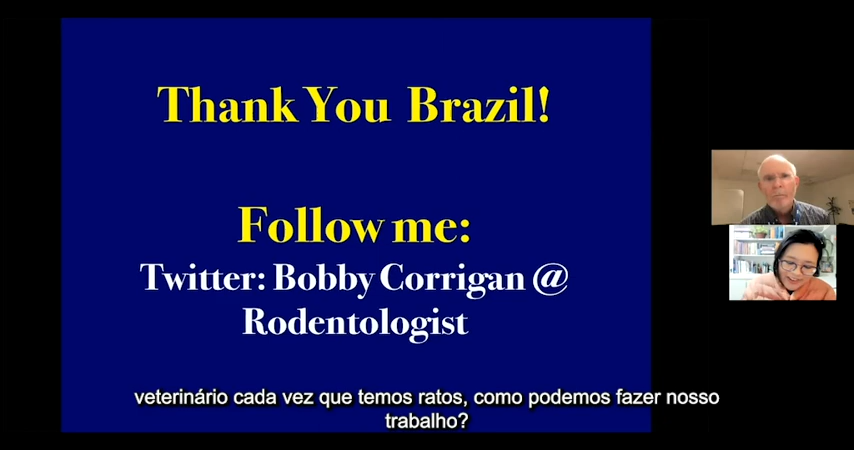 Thank You Brazil!
Follow me:
Twitter: Bobby Corrigan @
Rodentologist
veterinário cada vez que temos ratos, como podemos fazer nosso
trabalho?